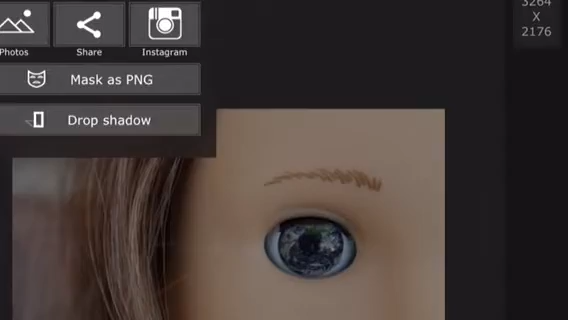 Photos
Share
Instagram
Mask as PNG
Drop shadow
3264
X
2176